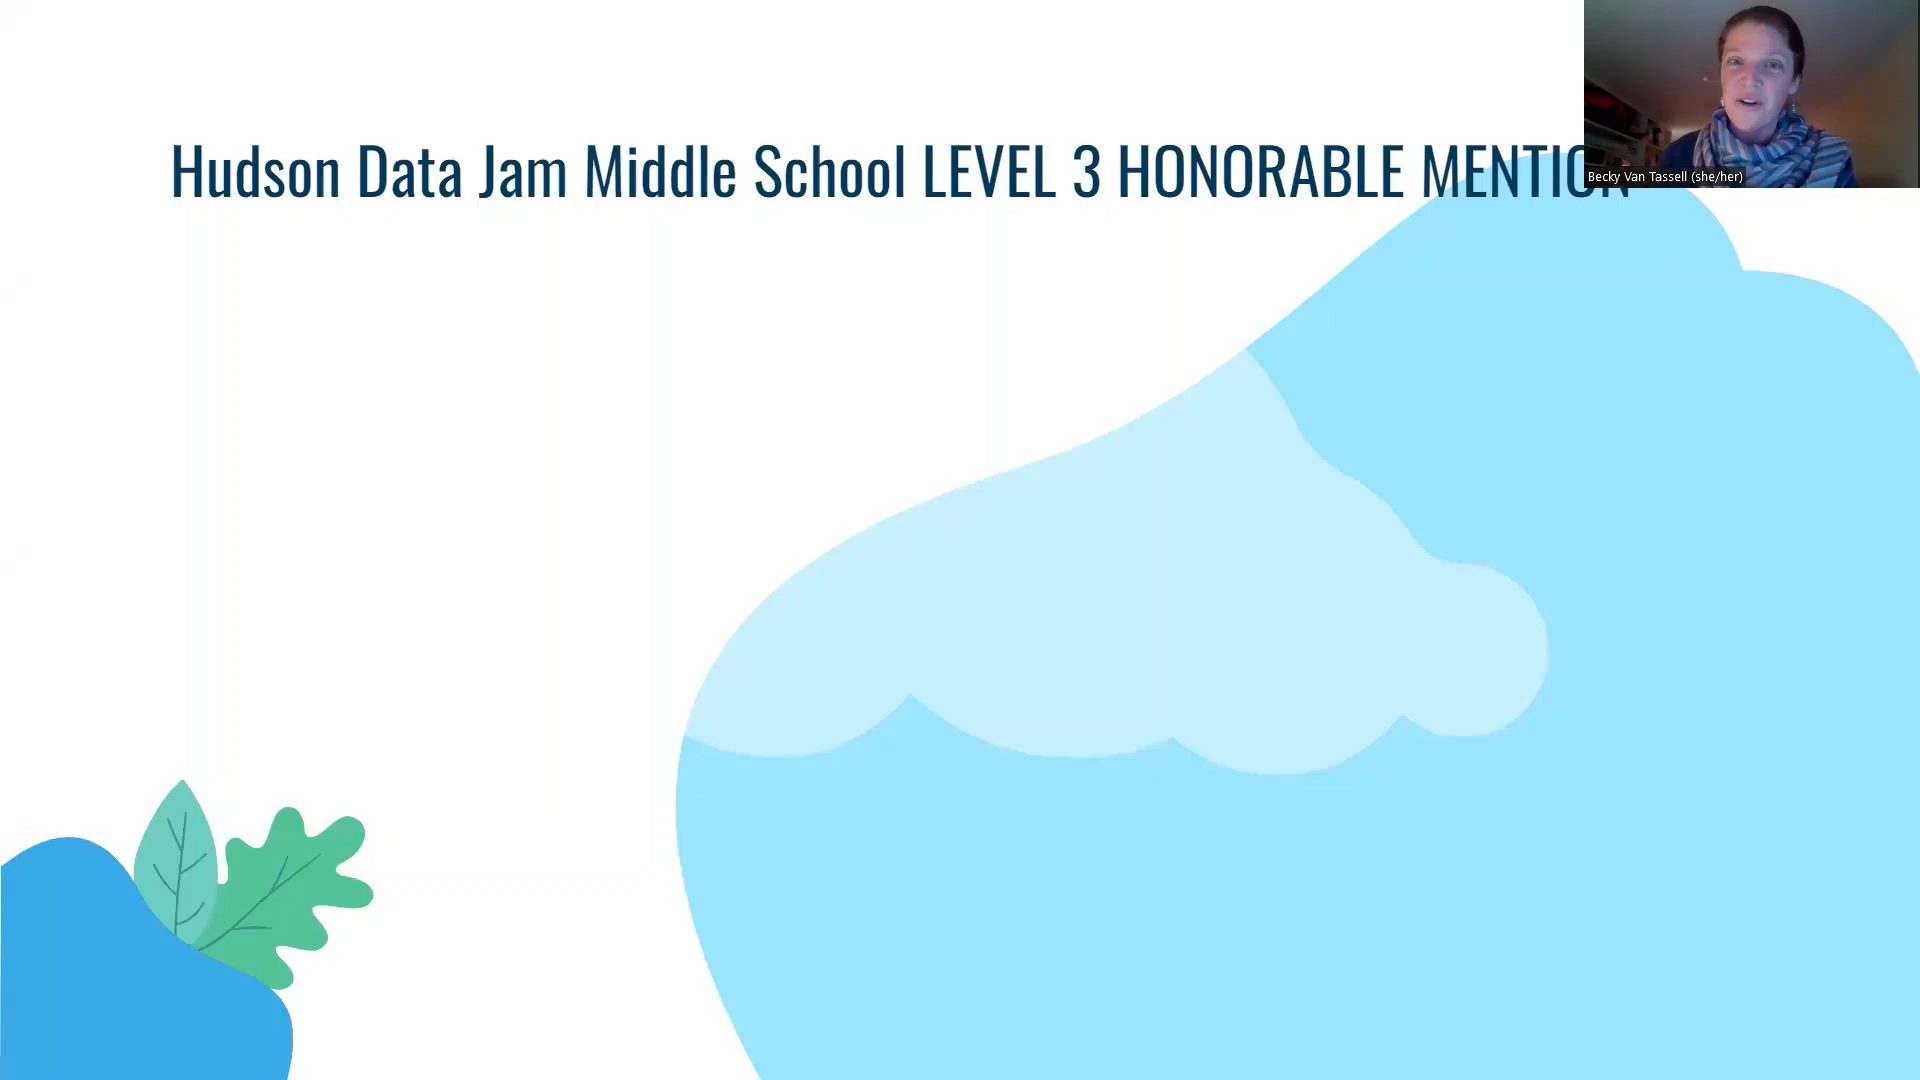 Hudson Data Jam Middle School LEVEL 3 HONORABLE MENTION
Becky Van Tassell (she/her)